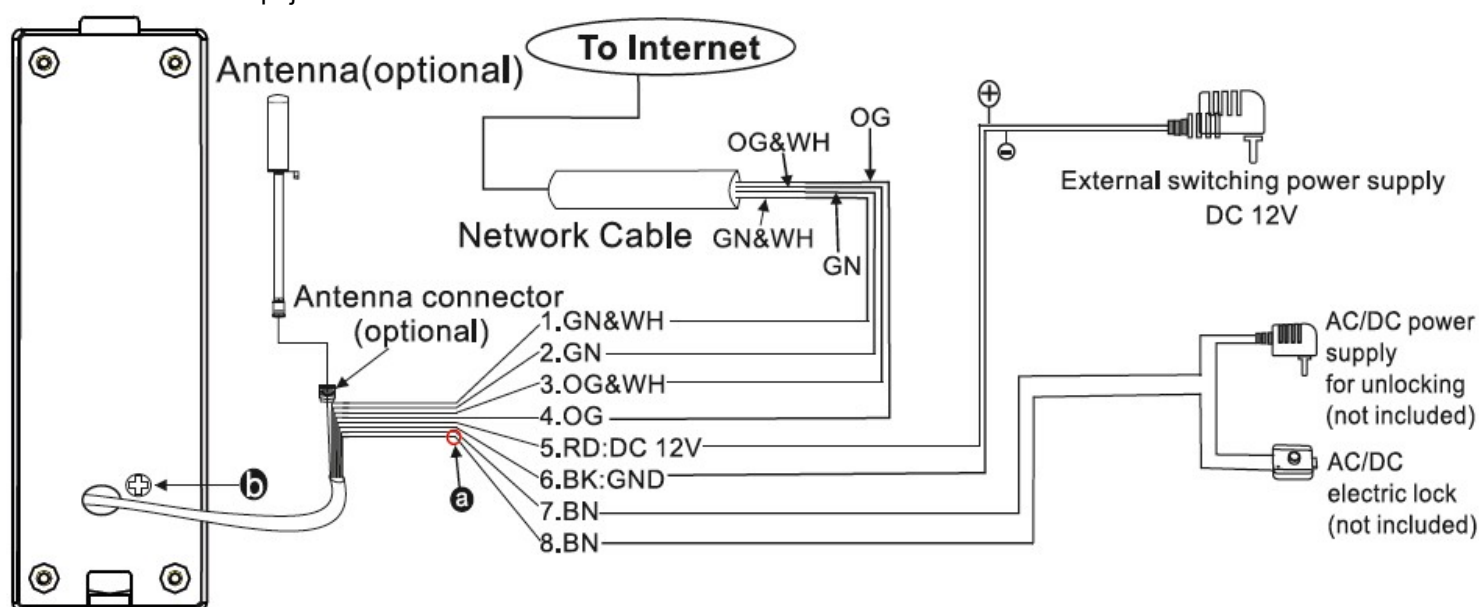 To Internet
Antenna(optional)
OG
OG&WH
⊕
⊖
External switching power supply
DC 12V
Network Cable
GN&WH
GN
Antenna connector
(optional)
1.GN&WH
2.GN
3.OG&WH
4.OG
5.RD:DC 12V
6.BK:GND
7.BN
8.BN
AC/DC power
supply
for unlocking
(not included)
AC/DC
electric lock
(not included)
b
a